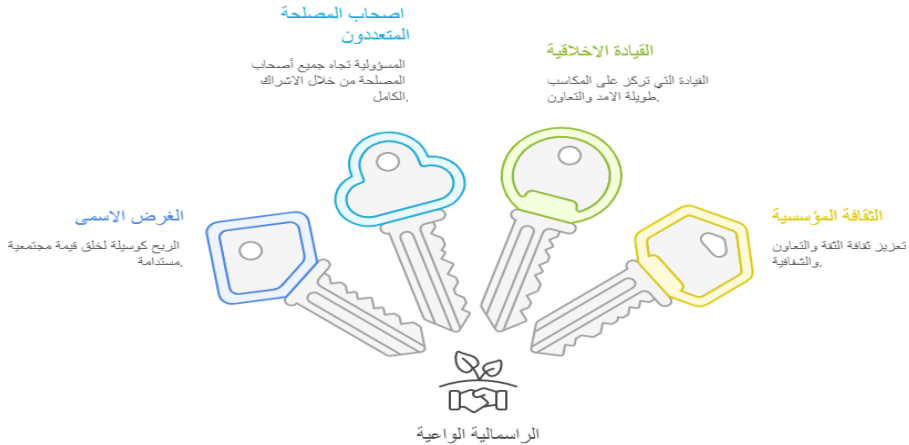 اصحاب المصلحة
المتعددون
المسؤولية تجاه جميع أصحاب
المصلحة من خلال الاشراك
الكامل.
القيادة الاخلاقية
القيادة التي تركز على المكاسب
طويلة الامد والتعاون.
الغرض الاسمى
الربح كوسيلة لخلق قيمة مجتمعية
مستدامة.
الثقافة المؤسسية
تعزيز ثقافة الثقة والتعاون
والشفافية.
الراسمالية الواعية